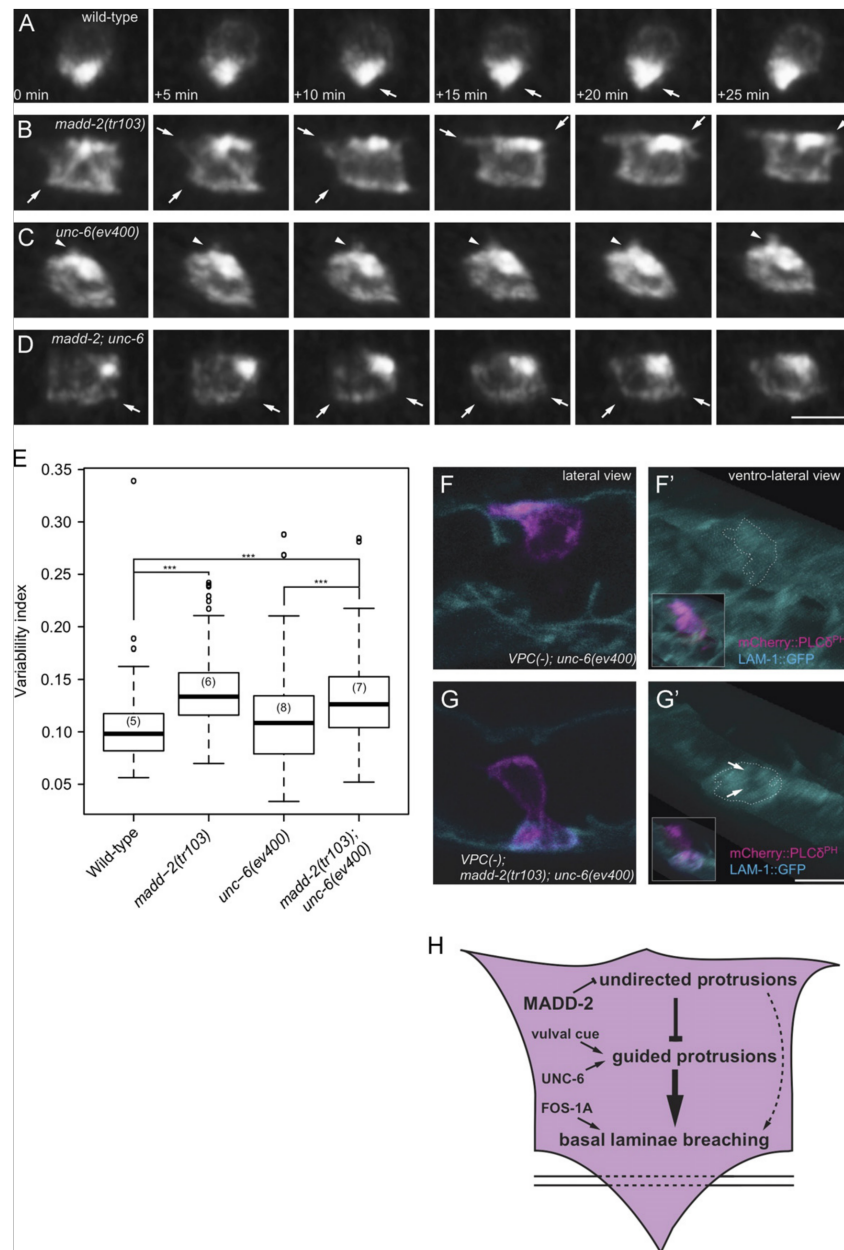 A
wild-type
0 min
+5 min
+10 min
+15 min
+20 min
+25 min
B
madd-2(tr103)
C
unc-6(ev400)
D
madd-2; unc-6
E
0.35
0.30
0.25
0.20
0.15
0.10
0.05
Variablility index
***
***
***
(5)
(6)
(8)
(7)
Wild-type
madd-2(tr103)
unc-6(ev400)
madd-2(tr103);
unc-6(ev400)
F
lateral view
VPC(-); unc-6(ev400)
F'
ventro-lateral view
mCherry::PLCδPH
LAM-1::GFP
G
VPC(-);
madd-2(tr103); unc-6(ev400)
G'
mCherry::PLCδPH
LAM-1::GFP
H
undirected protrusions
MADD-2
vulval cue
guided protrusions
UNC-6
FOS-1A
basal laminae breaching